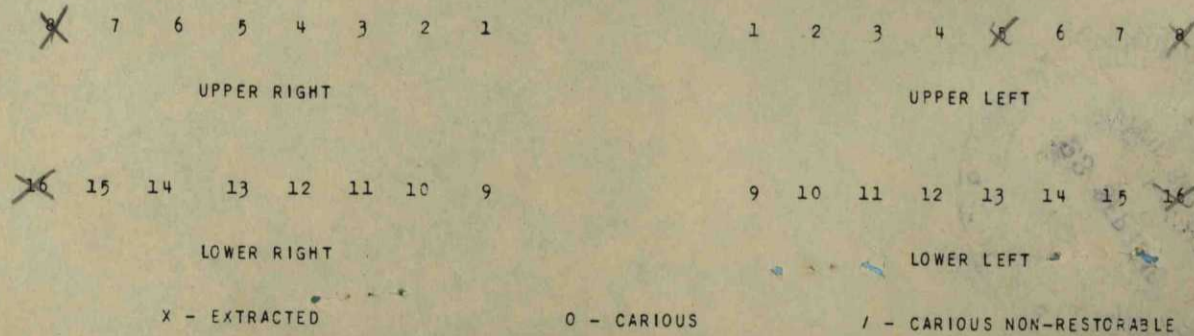 8 7 6 5 4 3 2 1 1 2 3 4 5 6 7 8
UPPER RIGHT UPPER LEFT
16 15 14 13 12 11 10 9 9 10 11 12 13 14 15 16
LOWER RIGHT LOWER LEFT
X - EXTRACTED O - CARIOUS / - CARIOUS NON-RESTORABLE